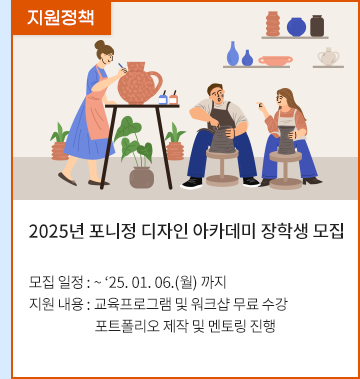 지원정책
2025년 포니정 디자인 아카데미 장학생 모집
모집 일정 : ~ ‘25. 01. 06.(월) 까지
지원 내용 : 교육프로그램 및 워크샵 무료 수강
포트폴리오 제작 및 멘토링 진행